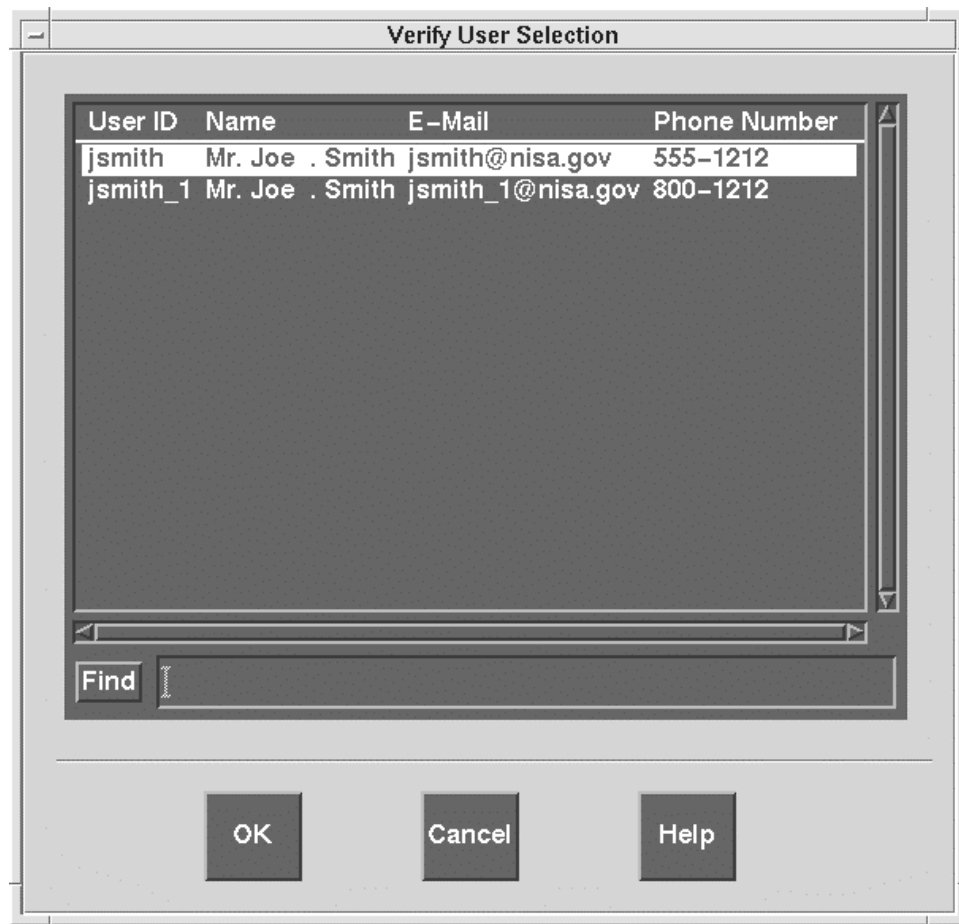 Verify User Selection
User ID Name E–Mail Phone Number
jsmith Mr. Joe . Smith jsmith@nisa.gov 555–1212
jsmith_1 Mr. Joe . Smith jsmith_1@nisa.gov 800–1212
Find
OK Cancel Help